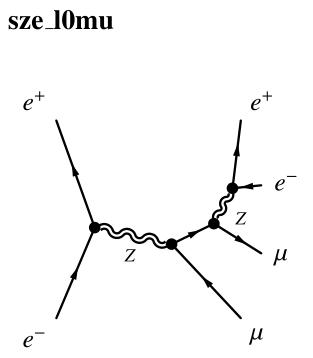 sze_l0mu
e+ e+
e−
Z
μ
Z
e− μ